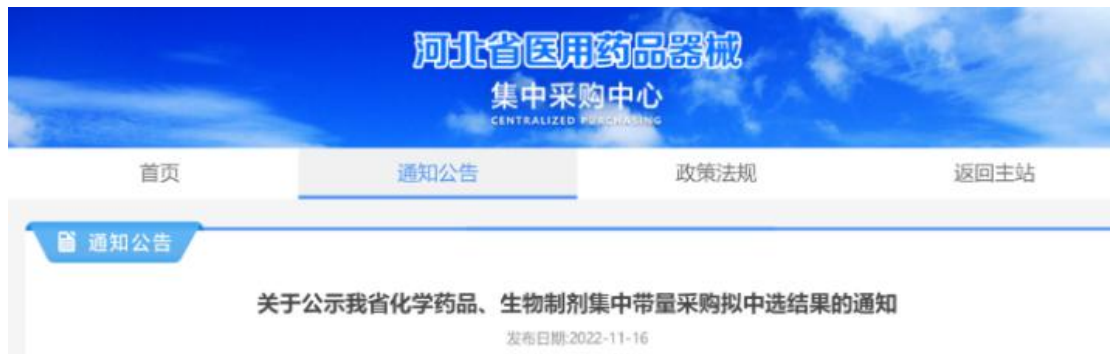 河北省医用药品器械
集中采购中心
CENTRALIZED PURCHASING
首页 通知公告 政策法规 返回主站
通知公告
关于公示我省化学药品、生物制剂集中带量采购拟中选结果的通知
发布日期:2022-11-16